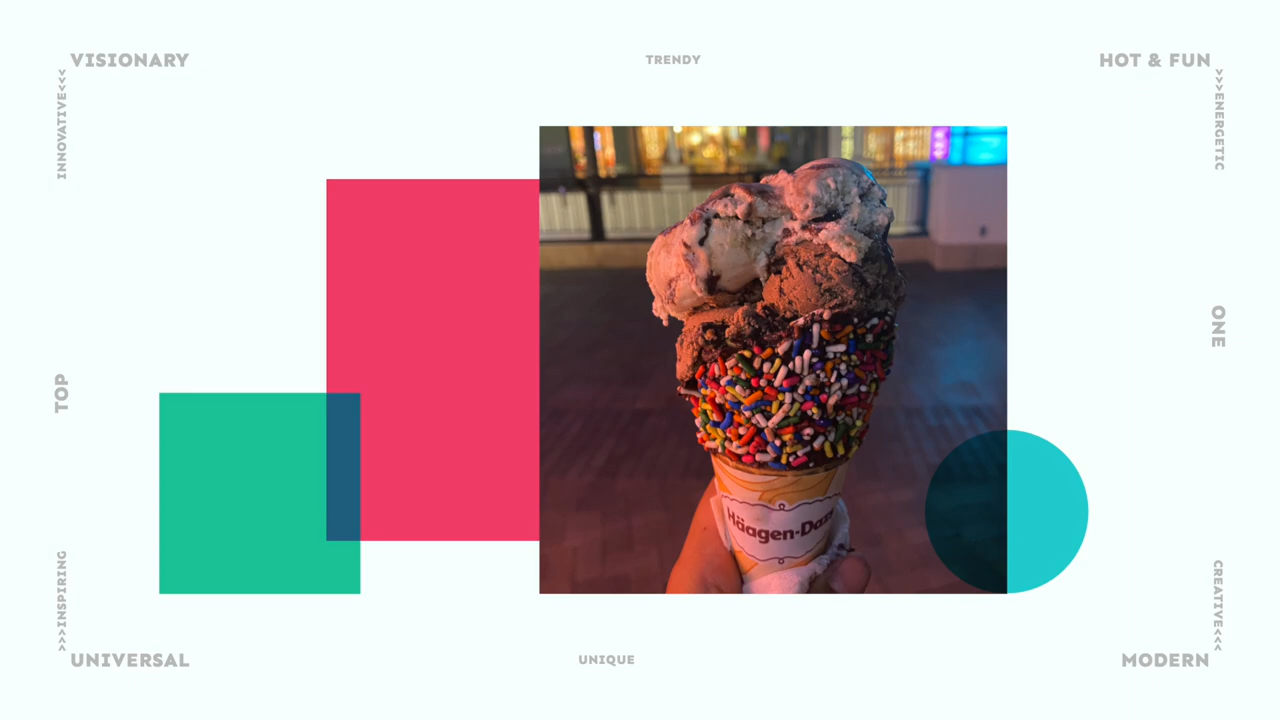 VISIONARY
TRENDY
HOT & FUN
INNOVATIVE<<<
>>>ENERGETIC
ONE
TOP
Häagen-Daz
>>>INSPIRING
CREATIVE<<<
UNIVERSAL
UNIQUE
MODERN